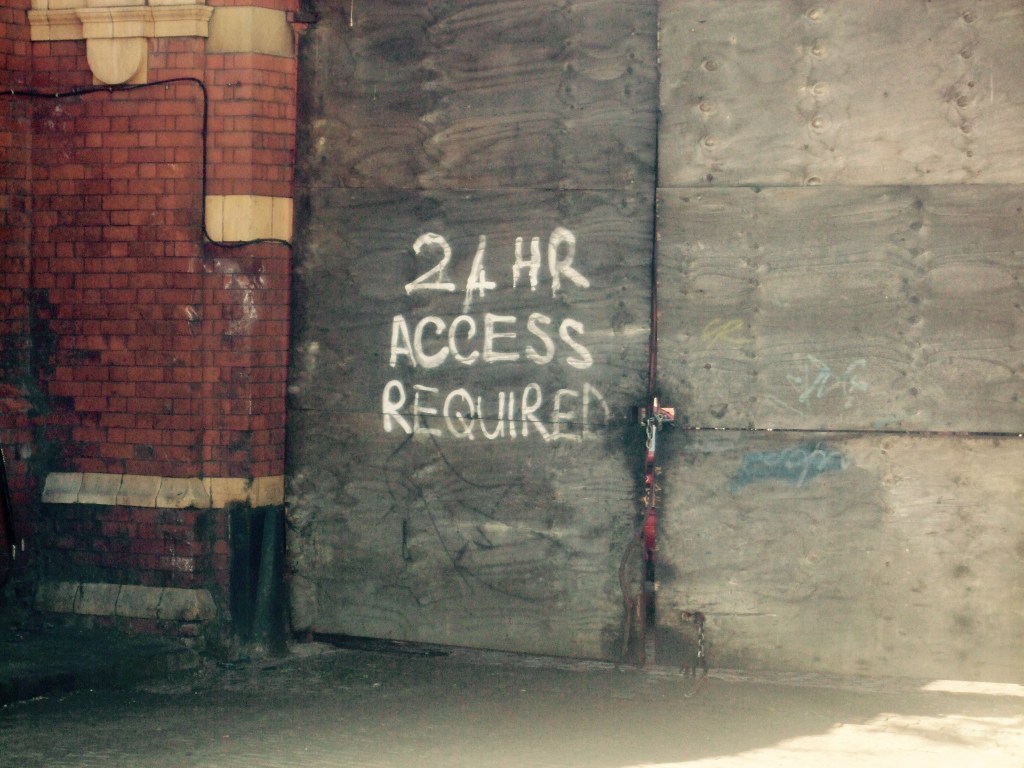 24 HR
ACCESS
REQUIRED